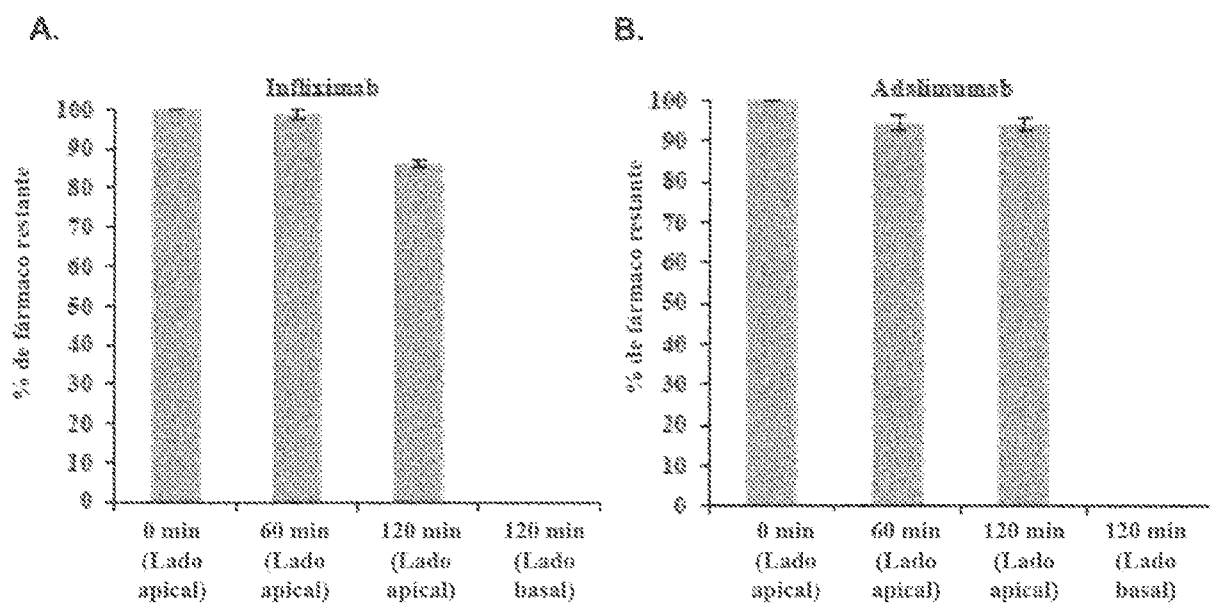 A.
Infliximab
% de fármaco restante
100
90
80
70
60
50
40
30
20
10
0
0 min
(Lado
apical)
60 min
(Lado
apical)
120 min
(Lado
apical)
120 min
(Lado
basal)
B.
Adalimumab
% de fármaco restante
100
90
80
70
60
50
40
30
20
10
0
0 min
(Lado
apical)
60 min
(Lado
apical)
120 min
(Lado
apical)
120 min
(Lado
basal)